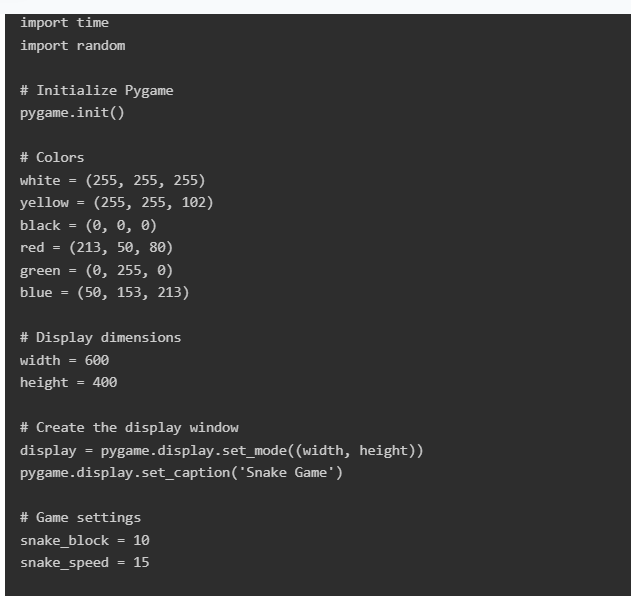 import time
import random
# Initialize Pygame
pygame.init()
# Colors
white = (255, 255, 255)
yellow = (255, 255, 102)
black = (0, 0, 0)
red = (213, 50, 80)
green = (0, 255, 0)
blue = (50, 153, 213)
# Display dimensions
width = 600
height = 400
# Create the display window
display = pygame.display.set_mode((width, height))
pygame.display.set_caption('Snake Game')
# Game settings
snake_block = 10
snake_speed = 15